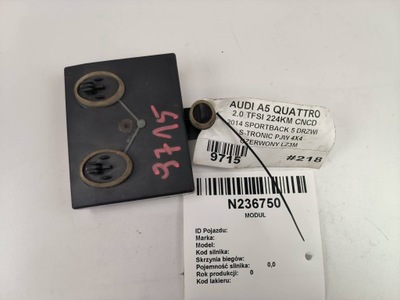 9715
AUDI A5 QUATTRO
2.0 TFSI 224KM CNCD
2014 SPORTBACK 5 DRZWI
S-TRONIC PJW 4X4
CZERWONY LZ3M
9715
#218
N236750
MODUŁ
ID Pojazdu:
Marka:
Model:
Kod silnika:
Skrzynia biegów:
Pojemność silnika: 0,0
Rok produkcji: 0
Kod lakieru: